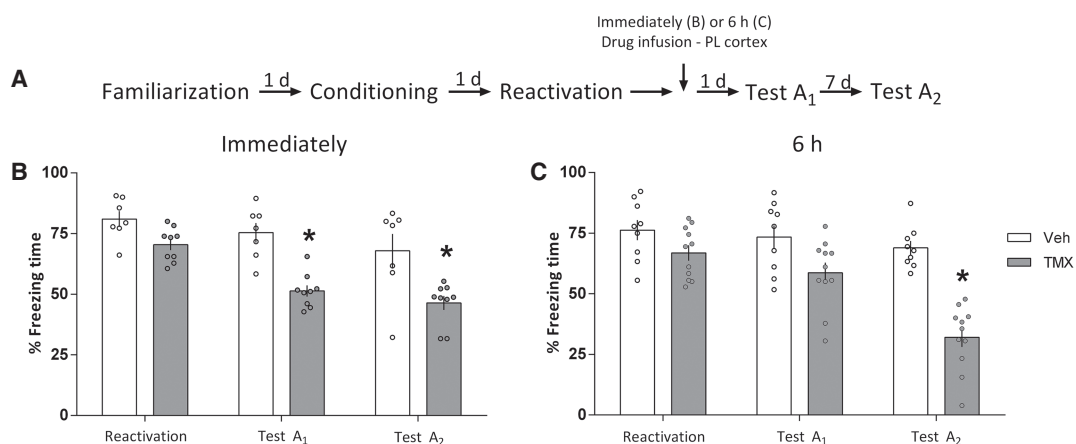 Immediately (B) or 6 h (C)
Drug infusion - PL cortex
A
Familiarization 1 d Conditioning 1 d Reactivation 1 d Test A1 7 d Test A2
Immediately
6 h
B
C
% Freezing time
100
75
50
25
0
*
*
Reactivation
Test A1
Test A2
% Freezing time
100
75
50
25
0
*
Reactivation
Test A1
Test A2
Veh
TMX